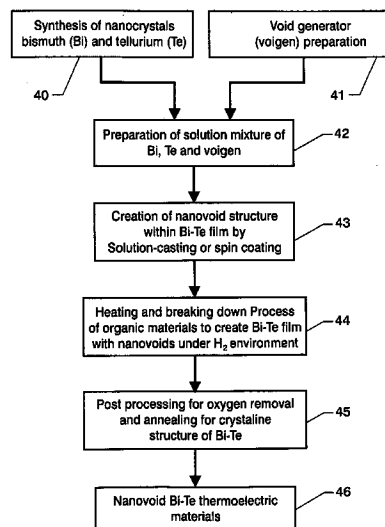 Synthesis of nanocrystals
bismuth (Bi) and tellurium (Te)
Void generator
(voigen) preparation
40
41
Preparation of solution mixture of
Bi, Te and voigen
42
Creation of nanovoid structure
within Bi-Te film by
Solution-casting or spin coating
43
Heating and breaking down Process
of organic materials to create Bi-Te film
with nanovoids under H2 environment
44
Post processing for oxygen removal
and annealing for crystaline
structure of Bi-Te
45
Nanovoid Bi-Te thermoelectric
materials
46